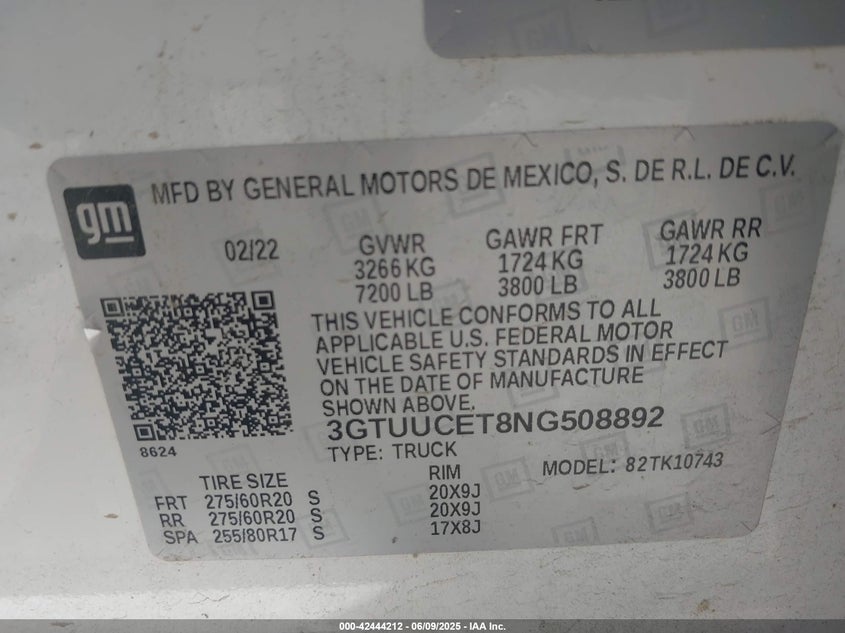 gm
MFD BY GENERAL MOTORS DE MEXICO, S. DE R.L. DE C.V.
02/22 GVWR GAWR FRT GAWR RR
3266 KG 1724 KG 1724 KG
7200 LB 3800 LB 3800 LB
THIS VEHICLE CONFORMS TO ALL
APPLICABLE U.S. FEDERAL MOTOR
VEHICLE SAFETY STANDARDS IN EFFECT
ON THE DATE OF MANUFACTURE
SHOWN ABOVE.
3GTUUCET8NG508892
8624
TYPE: TRUCK MODEL: 82TK10743
TIRE SIZE RIM
FRT 275/60R20 S 20X9J
RR 275/60R20 S 20X9J
SPA 255/80R17 S 17X8J
000-42444212 - 06/09/2025 - IAA Inc.